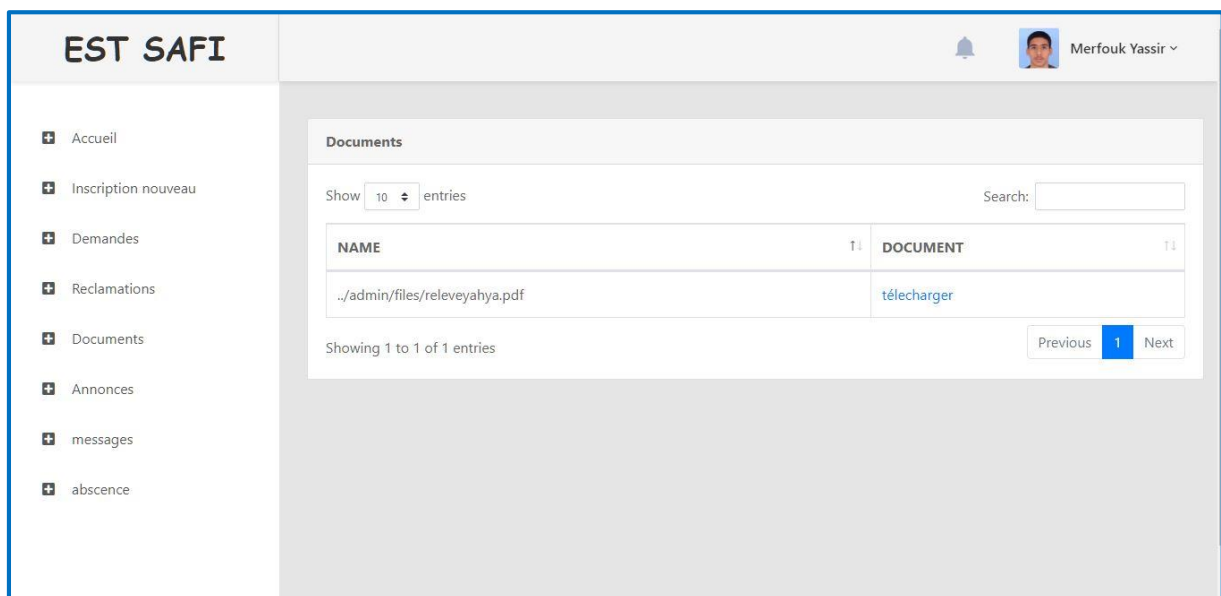 EST SAFI
Merfouk Yassir
Accueil
Inscription nouveau
Demandes
Reclamations
Documents
Annonces
messages
abscence
Documents
Show 10 entries
Search:
NAME DOCUMENT
../admin/files/releveyahya.pdf télecharger
Showing 1 to 1 of 1 entries
Previous 1 Next